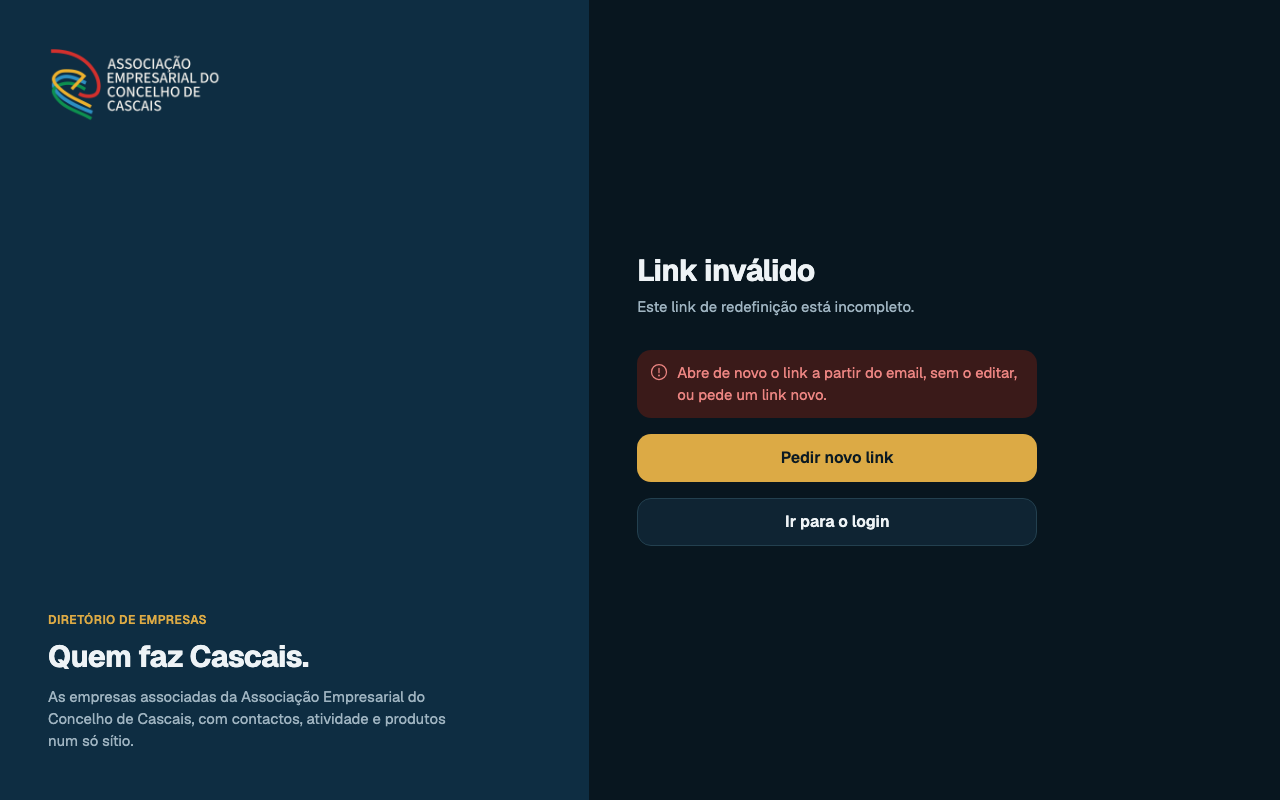 ASSOCIAÇÃO
EMPRESARIAL DO
CONCELHO DE
CASCAIS
DIRETÓRIO DE EMPRESAS
Quem faz Cascais.
As empresas associadas da Associação Empresarial do
Concelho de Cascais, com contactos, atividade e produtos
num só sítio.
Link inválido
Este link de redefinição está incompleto.
Abre de novo o link a partir do email, sem o editar,
ou pede um link novo.
Pedir novo link
Ir para o login